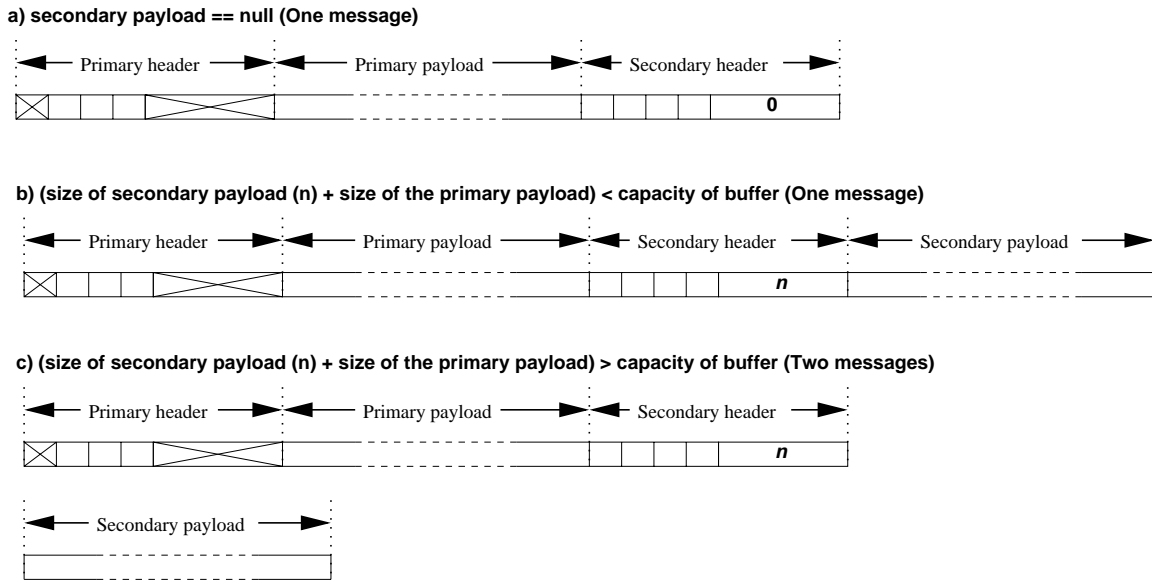 a) secondary payload == null (One message)
Primary header Primary payload Secondary header
0
b) (size of secondary payload (n) + size of the primary payload) < capacity of buffer (One message)
Primary header Primary payload Secondary header Secondary payload
n
c) (size of secondary payload (n) + size of the primary payload) > capacity of buffer (Two messages)
Primary header Primary payload Secondary header
n
Secondary payload